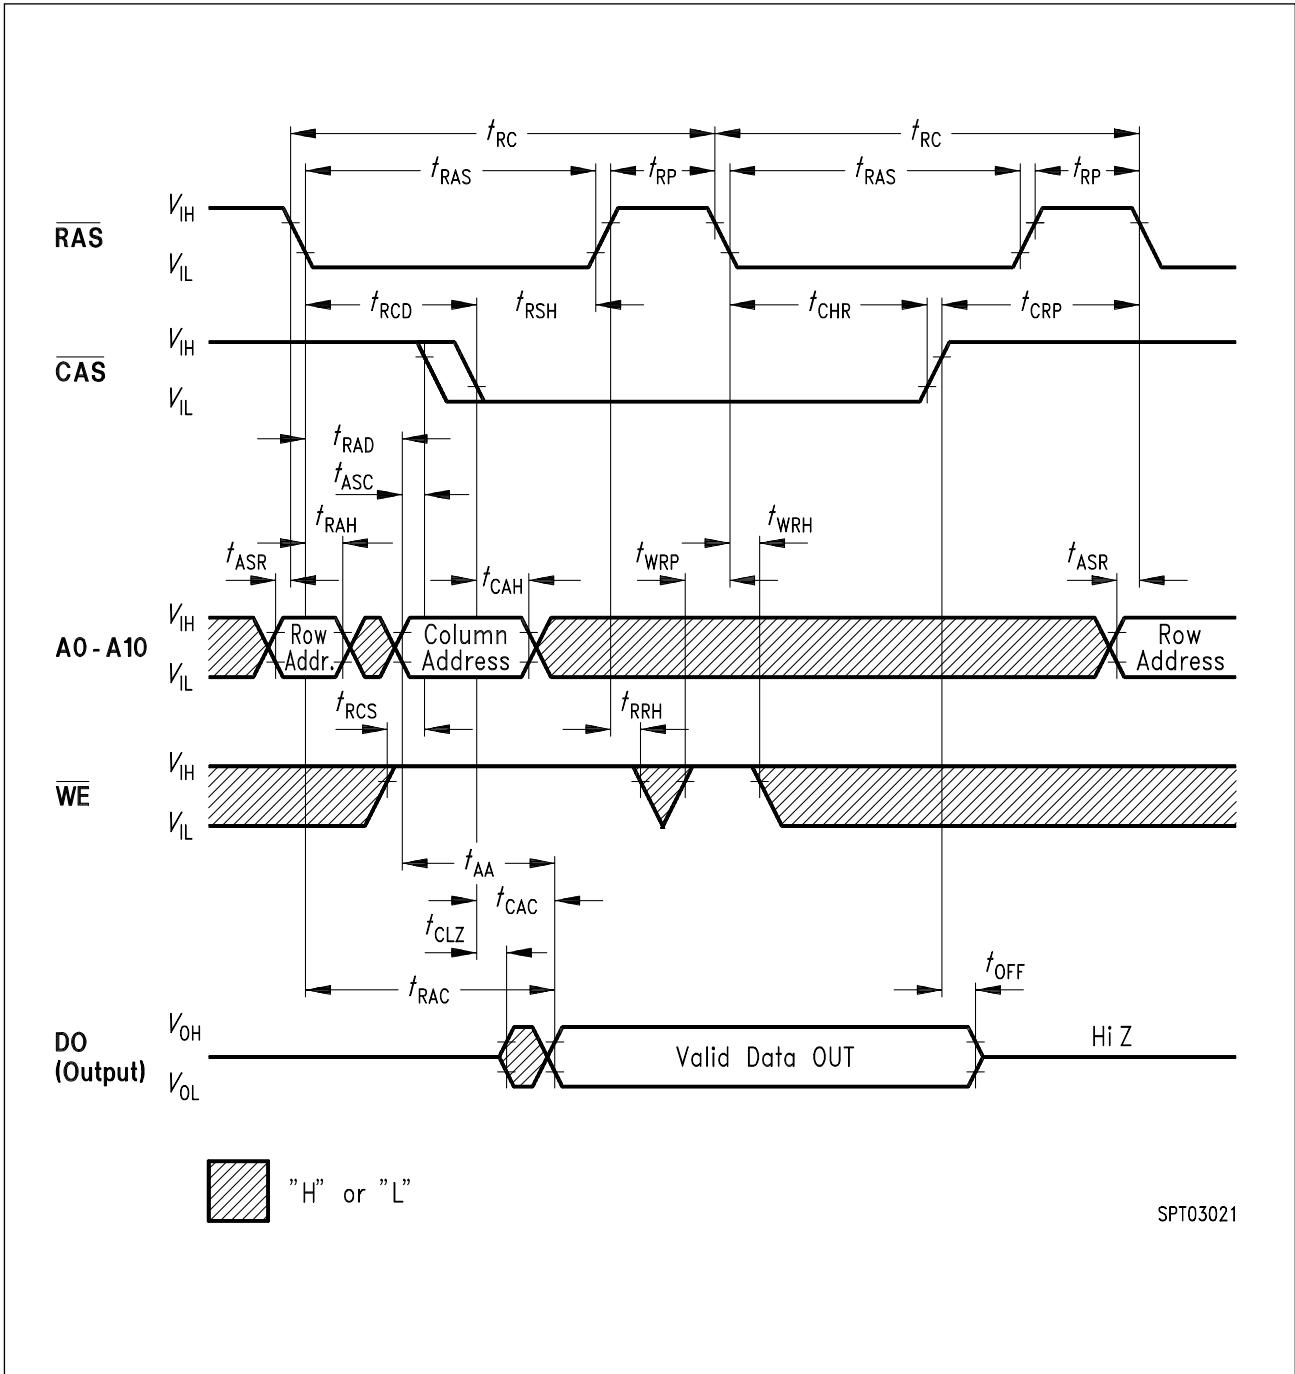 tRC tRC
tRAS tRP tRAS tRP
RAS VIH
VIL
tRCD tRSH tCHR tCRP
CAS VIH
VIL
tRAD
tASC
tRAH tWRH
tASR tCAH tWRP tASR
A0 - A10 VIH
VIL
Row
Addr.
Column
Address
Row
Address
tRCS tRRH
WE VIH
VIL
tAA
tCAC
tCLZ
tRAC tOFF
DO
(Output)
VOH
VOL
Valid Data OUT
Hi Z
"H" or "L"
SPT03021